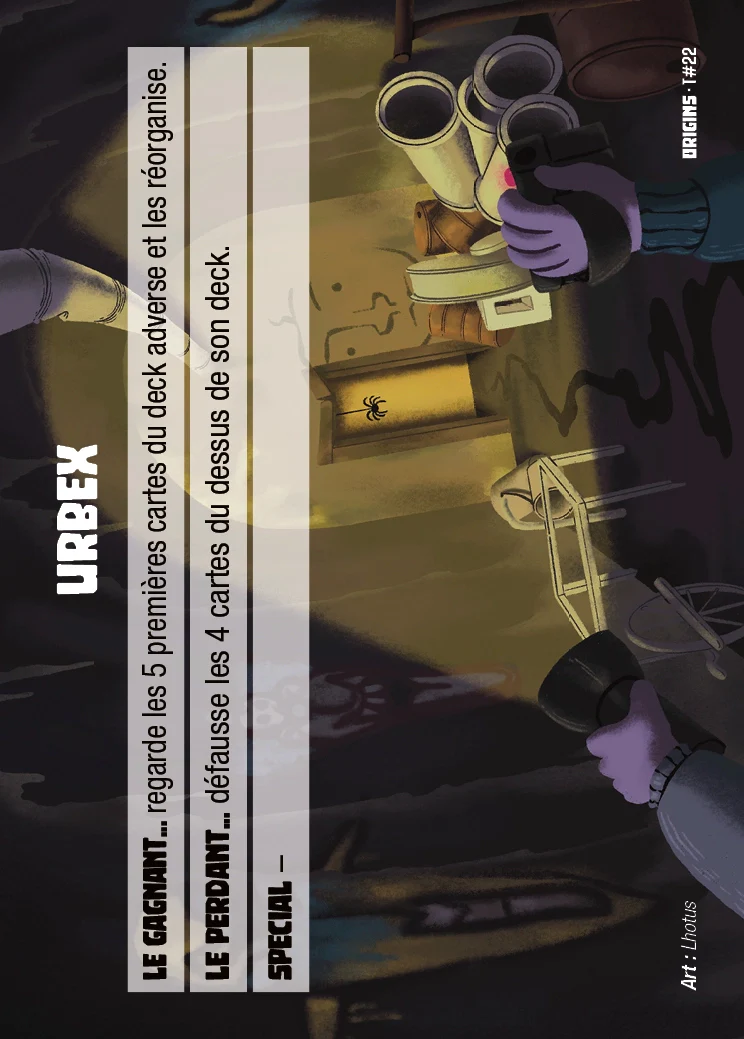 URBEX
LE GAGNANT... regarde les 5 premières cartes du deck adverse et les réorganise.
LE PERDANT... défausse les 4 cartes du dessus de son deck.
SPECIAL –
Art : Lhotus
ORIGINS · T#22